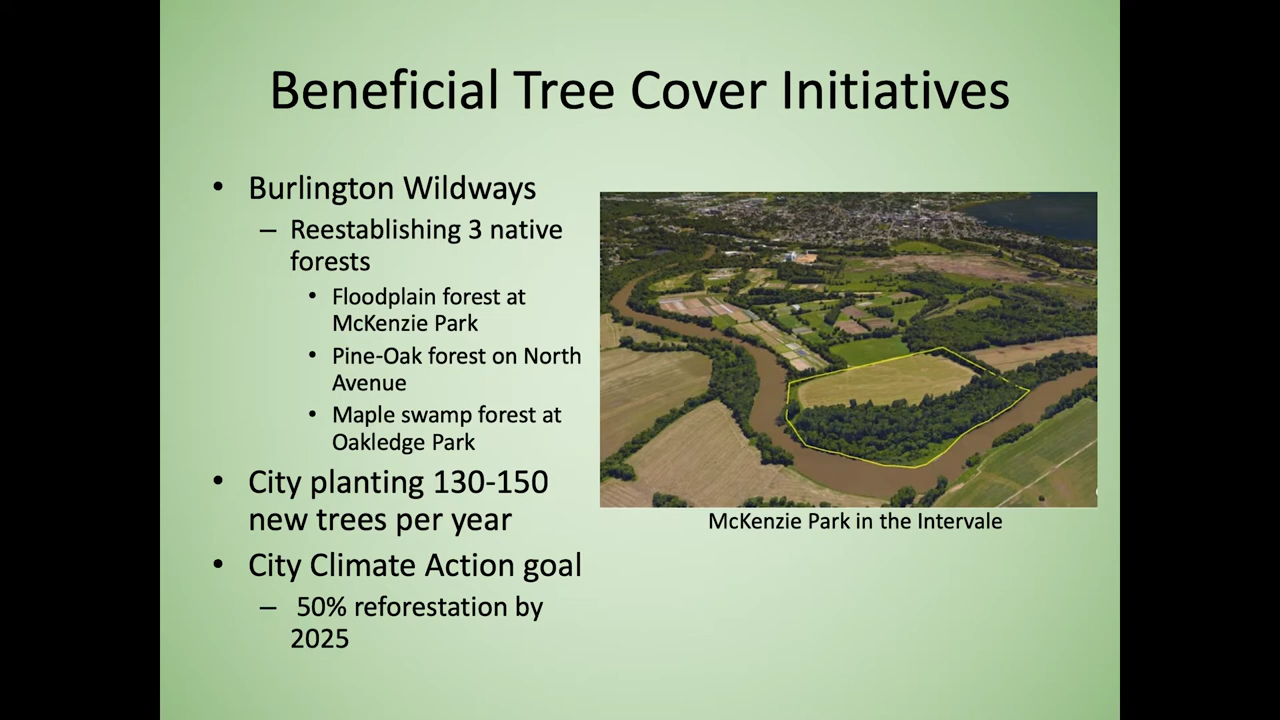 Beneficial Tree Cover Initiatives
• Burlington Wildways
– Reestablishing 3 native
forests
• Floodplain forest at
McKenzie Park
• Pine-Oak forest on North
Avenue
• Maple swamp forest at
Oakledge Park
• City planting 130-150
new trees per year
• City Climate Action goal
– 50% reforestation by
2025
McKenzie Park in the Intervale